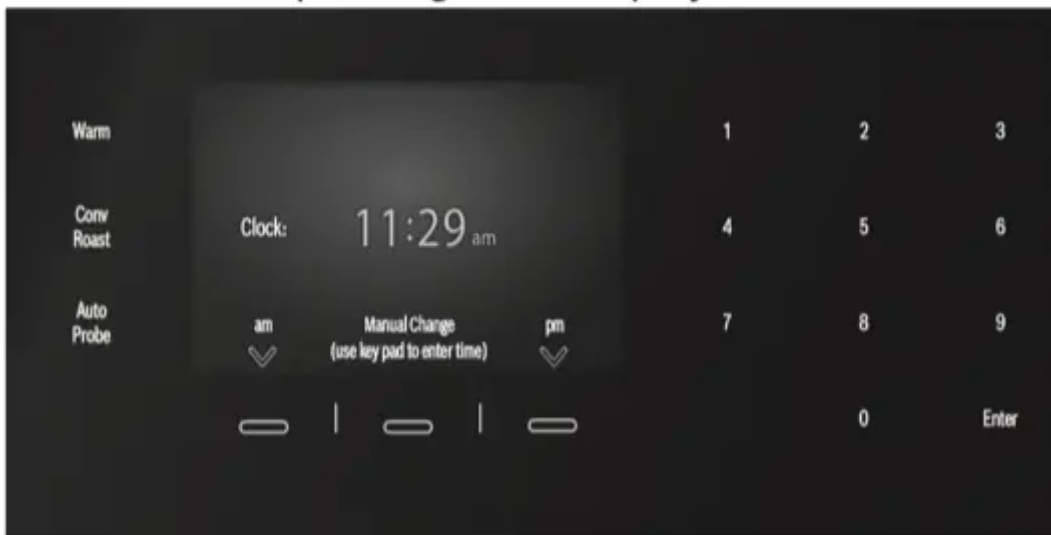 Warm
1 2 3
Conv
Roast
Clock: 11:29 am
4 5 6
Auto
Probe
am
Manual Change
(use key pad to enter time)
pm
7 8 9
0 Enter